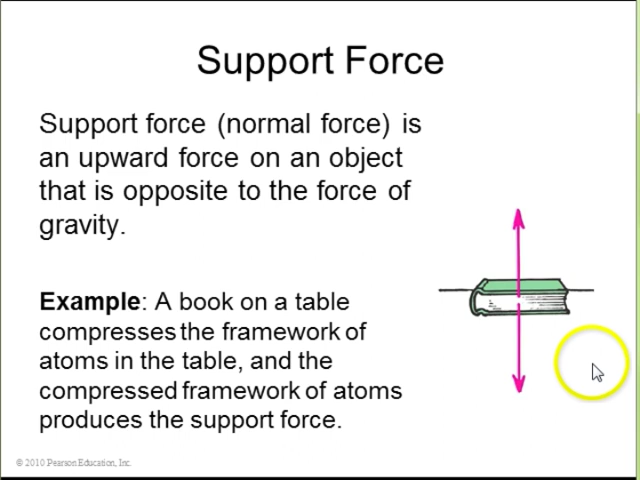 Support Force
Support force (normal force) is
an upward force on an object
that is opposite to the force of
gravity.
Example: A book on a table
compresses the framework of
atoms in the table, and the
compressed framework of atoms
produces the support force.
© 2010 Pearson Education, Inc.